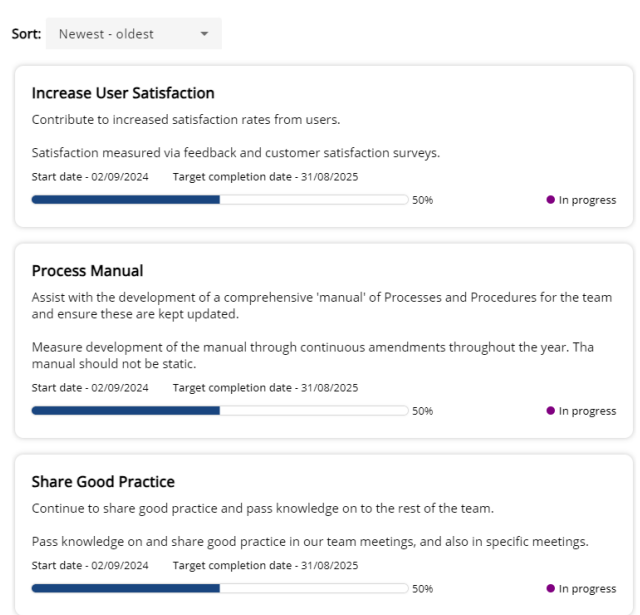 Sort: Newest - oldest
Increase User Satisfaction
Contribute to increased satisfaction rates from users.
Satisfaction measured via feedback and customer satisfaction surveys.
Start date - 02/09/2024 Target completion date - 31/08/2025
50% In progress
Process Manual
Assist with the development of a comprehensive 'manual' of Processes and Procedures for the team
and ensure these are kept updated.
Measure development of the manual through continuous amendments throughout the year. Tha
manual should not be static.
Start date - 02/09/2024 Target completion date - 31/08/2025
50% In progress
Share Good Practice
Continue to share good practice and pass knowledge on to the rest of the team.
Pass knowledge on and share good practice in our team meetings, and also in specific meetings.
Start date - 02/09/2024 Target completion date - 31/08/2025
50% In progress